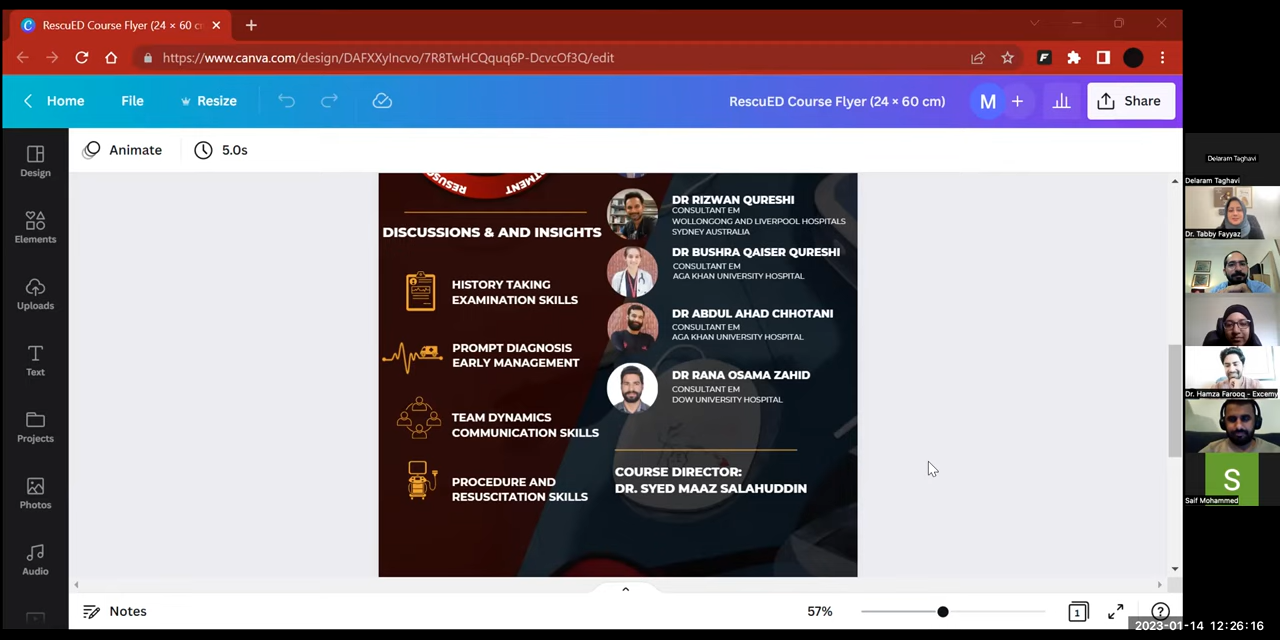 RescuED Course Flyer (24 × 60 c
https://www.canva.com/design/DAFXXyIncvo/7R8TwHCQquq6P-DcvcOf3Q/edit
Home
File
Resize
RescuED Course Flyer (24 × 60 cm)
M
Share
Animate
5.0s
Design
Elements
Uploads
Text
Projects
Photos
Audio
DISCUSSIONS & AND INSIGHTS
HISTORY TAKING
EXAMINATION SKILLS
PROMPT DIAGNOSIS
EARLY MANAGEMENT
TEAM DYNAMICS
COMMUNICATION SKILLS
PROCEDURE AND
RESUSCITATION SKILLS
DR RIZWAN QURESHI
CONSULTANT EM
WOLLONGONG AND LIVERPOOL HOSPITALS
SYDNEY AUSTRALIA
DR BUSHRA QAISER QURESHI
CONSULTANT EM
AGA KHAN UNIVERSITY HOSPITAL
DR ABDUL AHAD CHHOTANI
CONSULTANT EM
AGA KHAN UNIVERSITY HOSPITAL
DR RANA OSAMA ZAHID
CONSULTANT EM
DOW UNIVERSITY HOSPITAL
COURSE DIRECTOR:
DR. SYED MAAZ SALAHUDDIN
Notes
57%
1
Delaram Taghavi
Delaram Taghavi
Dr. Tabby Fayyaz
Dr. Hamza Farooq - Excemy
S
Saif Mohammed
2023-01-14 12:26:16